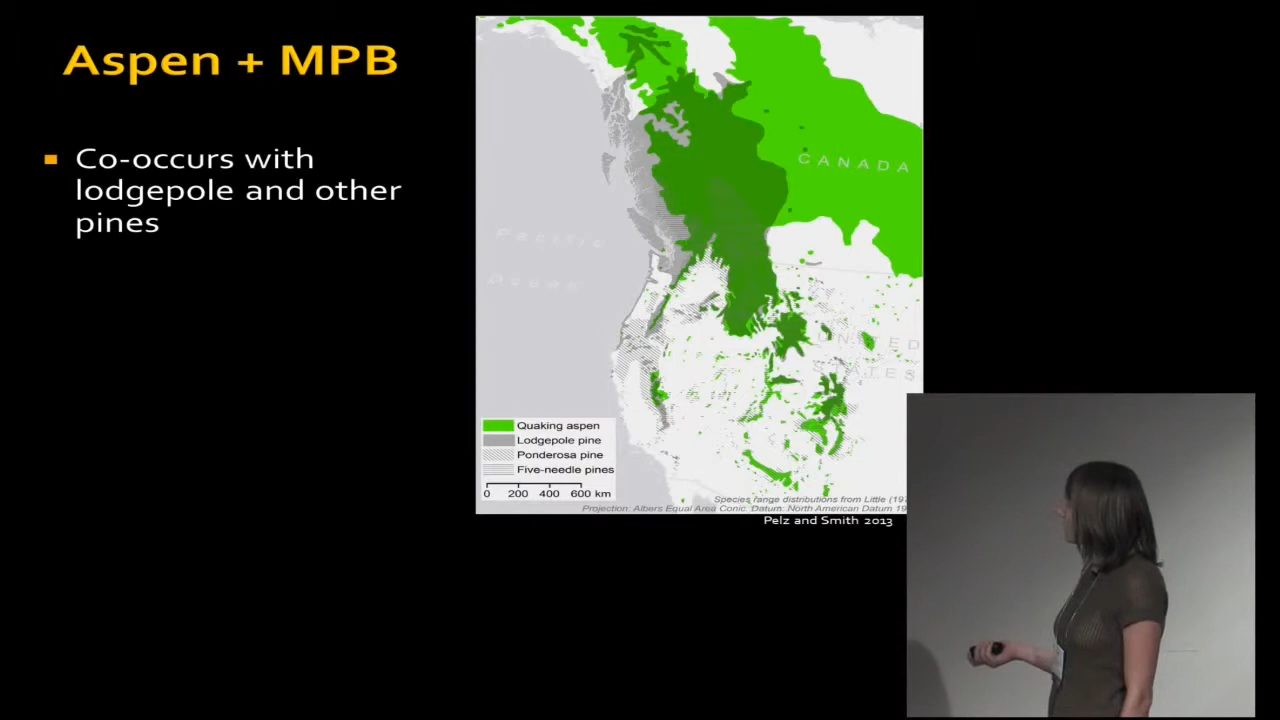 Aspen + MPB
Co-occurs with
lodgepole and other
pines
CANADA
Pacific
Ocean
UNITED
STATES
Quaking aspen
Lodgepole pine
Ponderosa pine
Five-needle pines
0 200 400 600 km
Species range distributions from Little (197
Projection: Albers Equal Area Conic. Datum: North American Datum 19
Pelz and Smith 2013